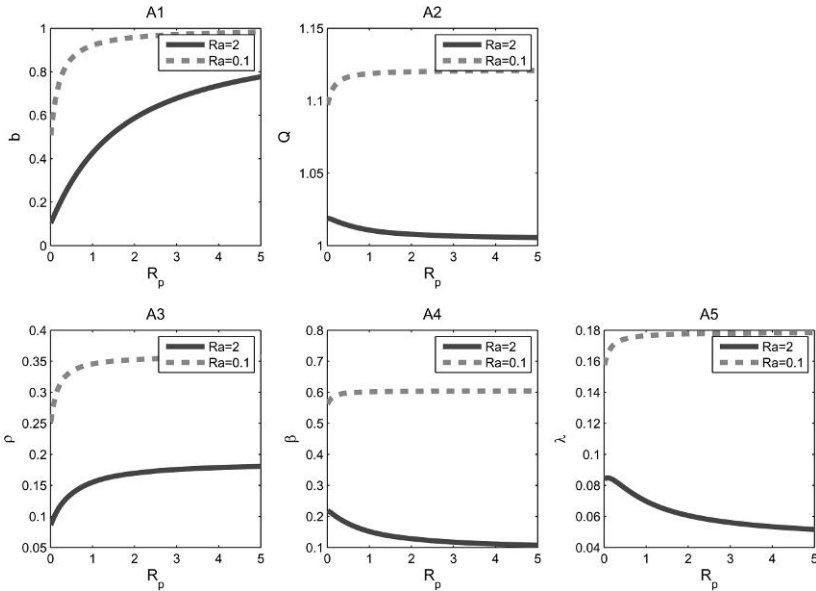 A1
1
0.8
0.6
0.4
0.2
0
b
0 1 2 3 4 5
R_p
Ra=2
Ra=0.1
A2
1.15
1.1
1.05
1
Q
0 1 2 3 4 5
R_p
Ra=2
Ra=0.1
A3
0.4
0.35
0.3
0.25
0.2
0.15
0.1
0.05
ρ
0 1 2 3 4 5
R_p
Ra=2
Ra=0.1
A4
0.8
0.7
0.6
0.5
0.4
0.3
0.2
0.1
β
0 1 2 3 4 5
R_p
Ra=2
Ra=0.1
A5
0.18
0.16
0.14
0.12
0.1
0.08
0.06
0.04
λ
0 1 2 3 4 5
R_p
Ra=2
Ra=0.1